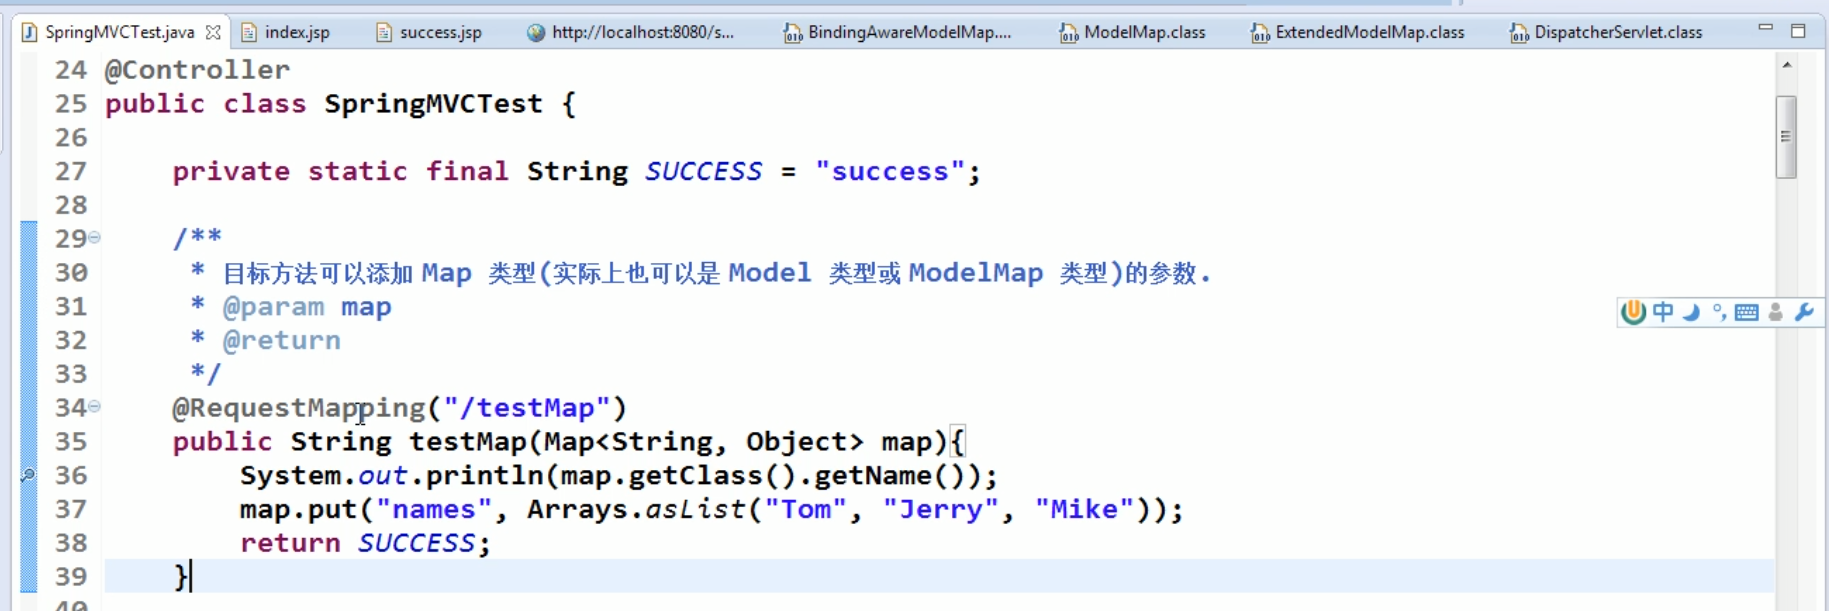 SpringMVCTest.java index.jsp success.jsp http://localhost:8080/s... BindingAwareModelMap.... ModelMap.class ExtendedModelMap.class DispatcherServlet.class
24 @Controller
25 public class SpringMVCTest {
26
27 private static final String SUCCESS = "success";
28
29 /**
30 * 目标方法可以添加 Map 类型(实际上也可以是 Model 类型或 ModelMap 类型)的参数.
31 * @param map
32 * @return
33 */
34 @RequestMapping("/testMap")
35 public String testMap(Map<String, Object> map){
36 System.out.println(map.getClass().getName());
37 map.put("names", Arrays.asList("Tom", "Jerry", "Mike"));
38 return SUCCESS;
39 }
40
中